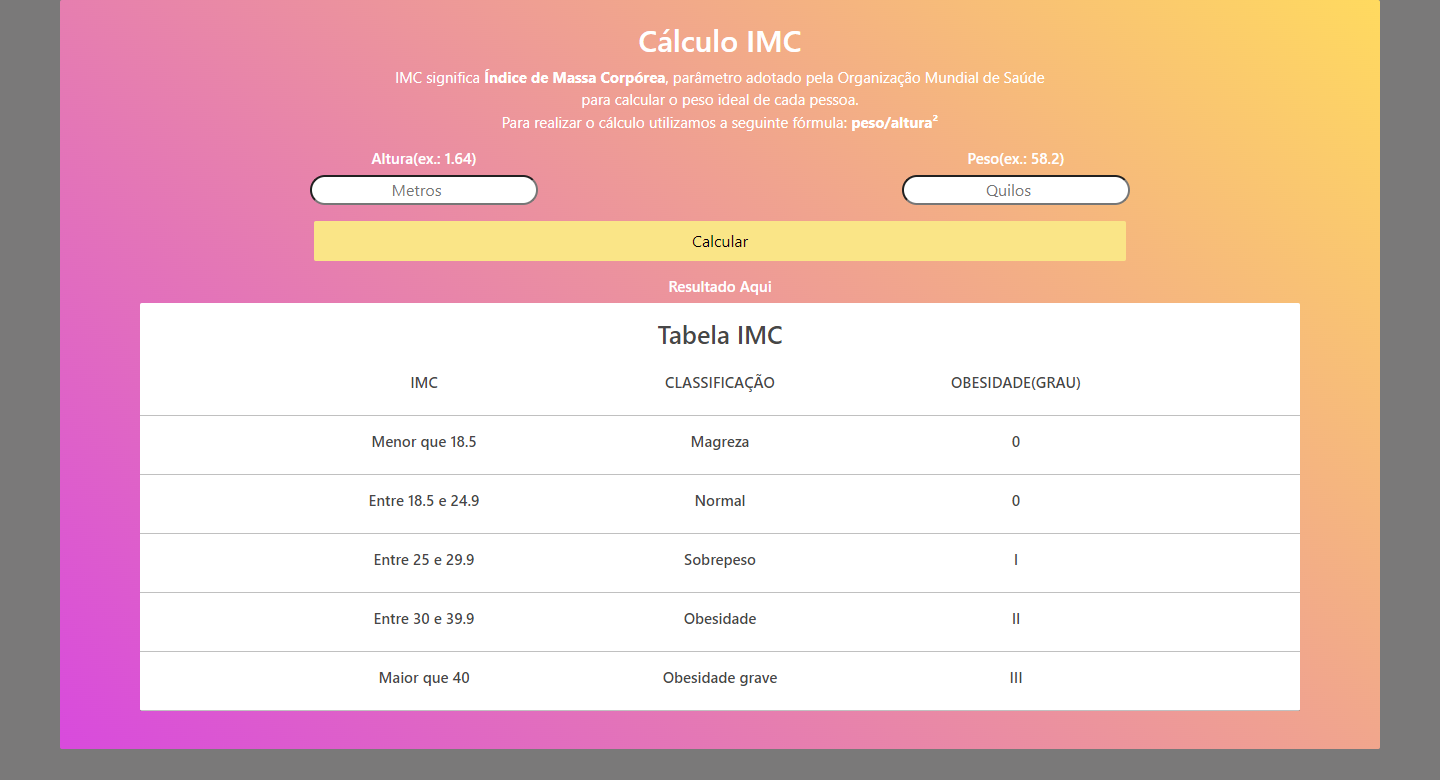 Cálculo IMC
IMC significa Índice de Massa Corpórea, parâmetro adotado pela Organização Mundial de Saúde
para calcular o peso ideal de cada pessoa.
Para realizar o cálculo utilizamos a seguinte fórmula: peso/altura²
Altura(ex.: 1.64) Peso(ex.: 58.2)
Metros Quilos
Calcular
Resultado Aqui
Tabela IMC
IMC CLASSIFICAÇÃO OBESIDADE(GRAU)
Menor que 18.5 Magreza 0
Entre 18.5 e 24.9 Normal 0
Entre 25 e 29.9 Sobrepeso I
Entre 30 e 39.9 Obesidade II
Maior que 40 Obesidade grave III